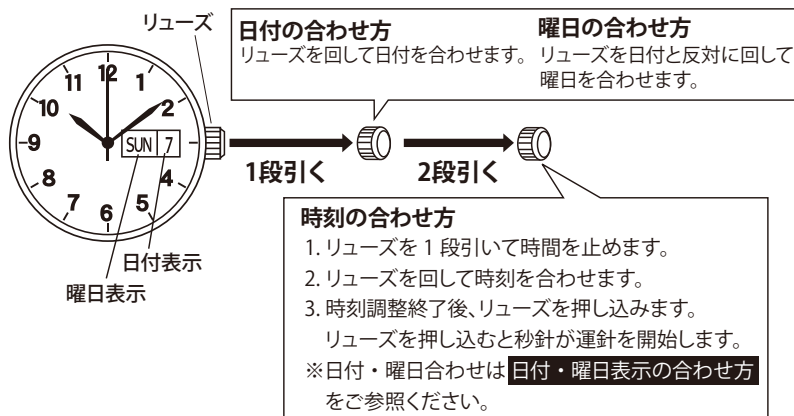 リューズ
日付の合わせ方
リューズを回して日付を合わせます。
曜日の合わせ方
リューズを日付と反対に回して
曜日を合わせます。
12
1
2
4
5
6
7
8
9
10
11
SUN 7
1段引く
2段引く
日付表示
曜日表示
時刻の合わせ方
1. リューズを 1 段引いて時間を止めます。
2. リューズを回して時刻を合わせます。
3. 時刻調整終了後、リューズを押し込みます。
リューズを押し込むと秒針が運針を開始します。
※日付・曜日合わせは 日付・曜日表示の合わせ方
をご参照ください。